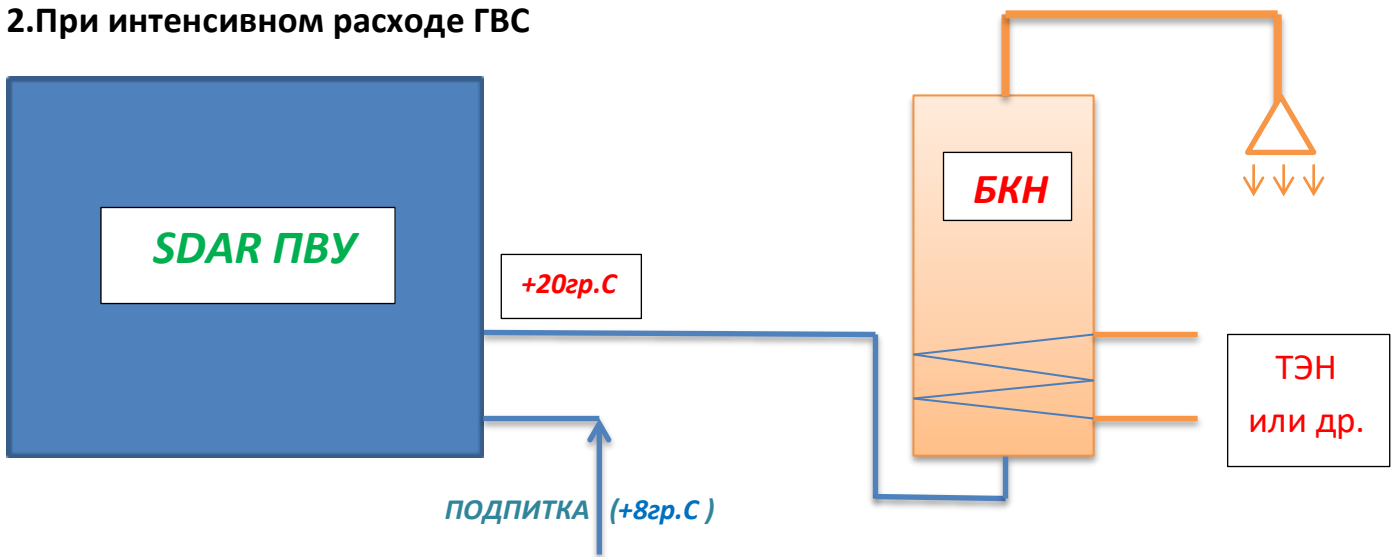 2.При интенсивном расходе ГВС
SDAR ПВУ
+20гр.С
БКН
ТЭН
или др.
ПОДПИТКА (+8гр.С )